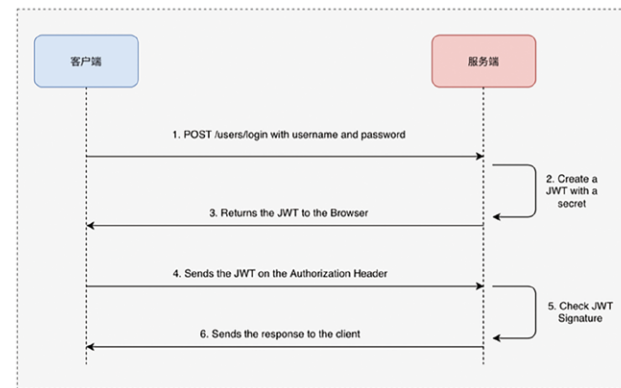 客户端
服务端
1. POST /users/login with username and password
2. Create a
JWT with a
secret
3. Returns the JWT to the Browser
4. Sends the JWT on the Authorization Header
5. Check JWT
Signature
6. Sends the response to the client